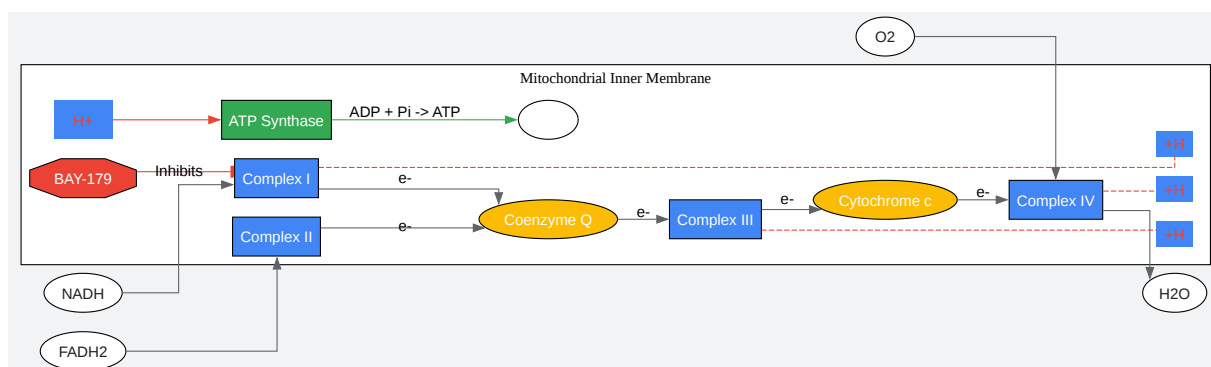 O2
Mitochondrial Inner Membrane
H+
ATP Synthase
ADP + Pi -> ATP
+H
BAY-179
Inhibits
Complex I
e-
+H
Cytochrome c
e-
Complex IV
e-
Coenzyme Q
e-
Complex III
e-
Complex II
+H
NADH
H2O
FADH2